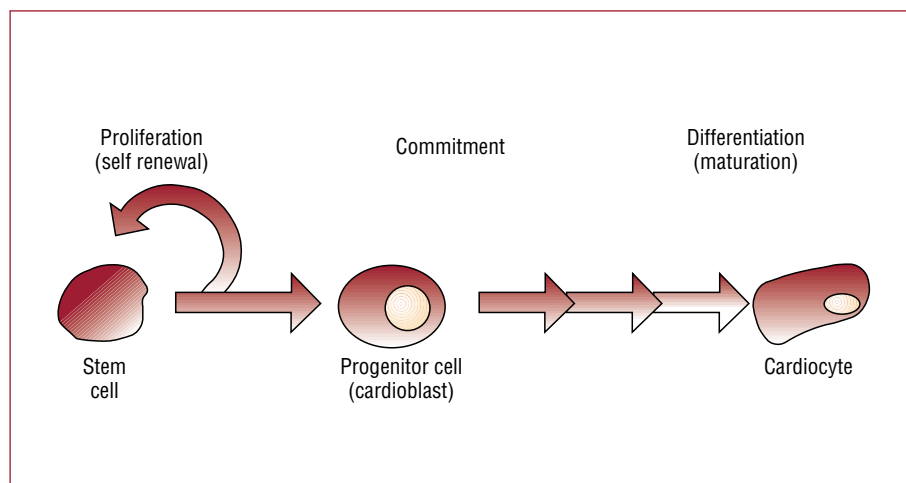 Proliferation
(self renewal)
Commitment
Differentiation
(maturation)
Stem
cell
Progenitor cell
(cardioblast)
Cardiocyte